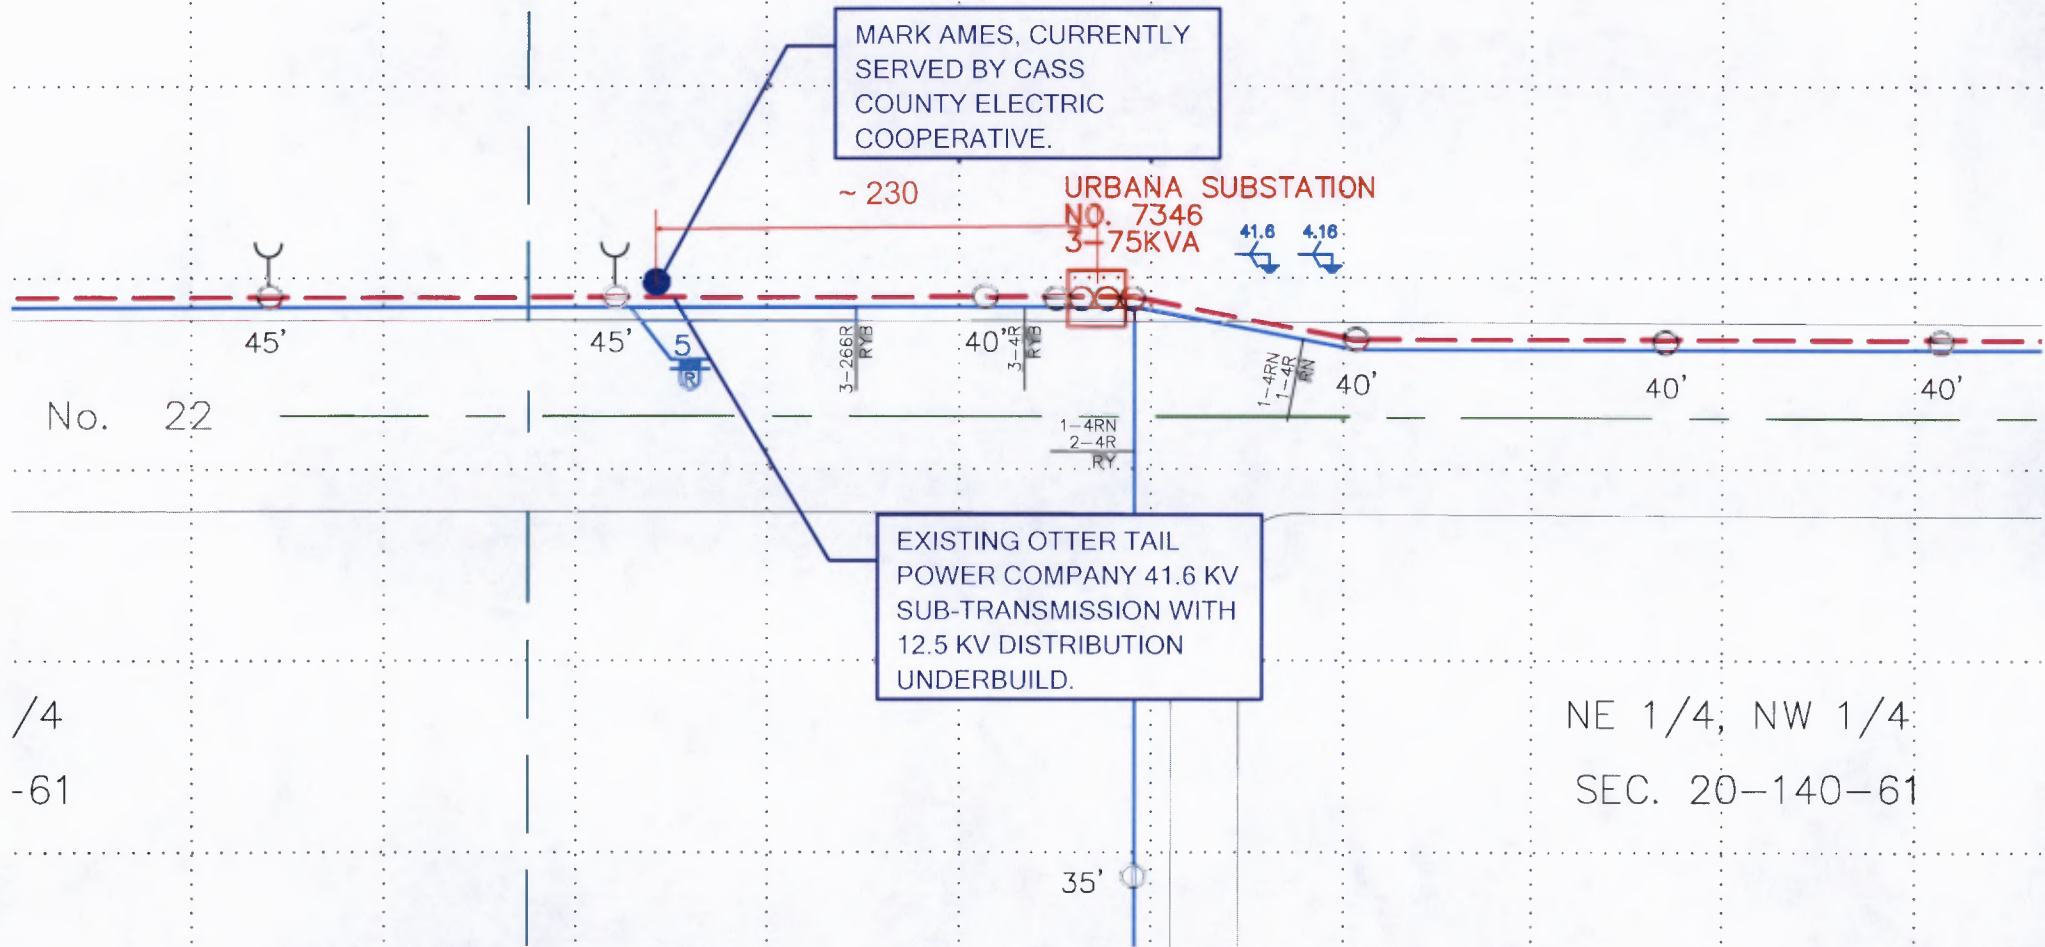 MARK AMES, CURRENTLY
SERVED BY CASS
COUNTY ELECTRIC
COOPERATIVE.
~ 230
URBANA SUBSTATION
NO. 7346
3-75KVA
41.6
4.16
45'
45'
5
R
3-266R
RYB
40'
3-4R
RYB
1-4RN
1-4R
RN
40'
40'
40'
No. 22
1-4RN
2-4R
RY
EXISTING OTTER TAIL
POWER COMPANY 41.6 KV
SUB-TRANSMISSION WITH
12.5 KV DISTRIBUTION
UNDERBUILD.
/4
-61
NE 1/4, NW 1/4
SEC. 20-140-61
35'